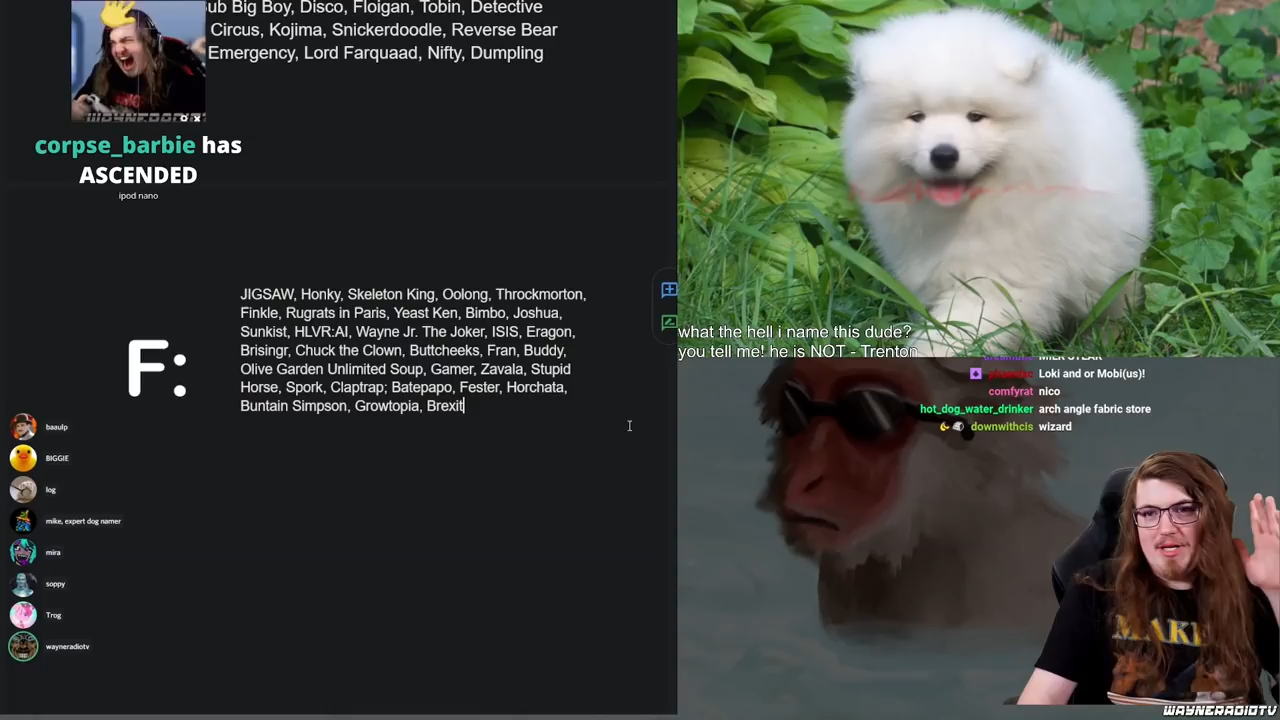 ub Big Boy, Disco, Floigan, Tobin, Detective
Circus, Kojima, Snickerdoodle, Reverse Bear
Emergency, Lord Farquaad, Nifty, Dumpling
WAYNERADIOTV
corpse_barbie has
ASCENDED
ipod nano
JIGSAW, Honky, Skeleton King, Oolong, Throckmorton,
Finkle, Rugrats in Paris, Yeast Ken, Bimbo, Joshua,
Sunkist, HLVR:AI, Wayne Jr. The Joker, ISIS, Eragon,
Brisingr, Chuck the Clown, Buttcheeks, Fran, Buddy,
Olive Garden Unlimited Soup, Gamer, Zavala, Stupid
Horse, Spork, Claptrap; Batepapo, Fester, Horchata,
Buntain Simpson, Growtopia, Brexit
F:
baaulp
BIGGIE
log
mike, expert dog namer
mira
soppy
Trog
wayneradiotv
what the hell i name this dude?
you tell me! he is NOT - Trenton
MILK STEAK
Loki and or Mobi(us)!
comfyrat nico
hot_dog_water_drinker arch angle fabric store
downwithcis wizard
MAKE
WAYNERADIOTV